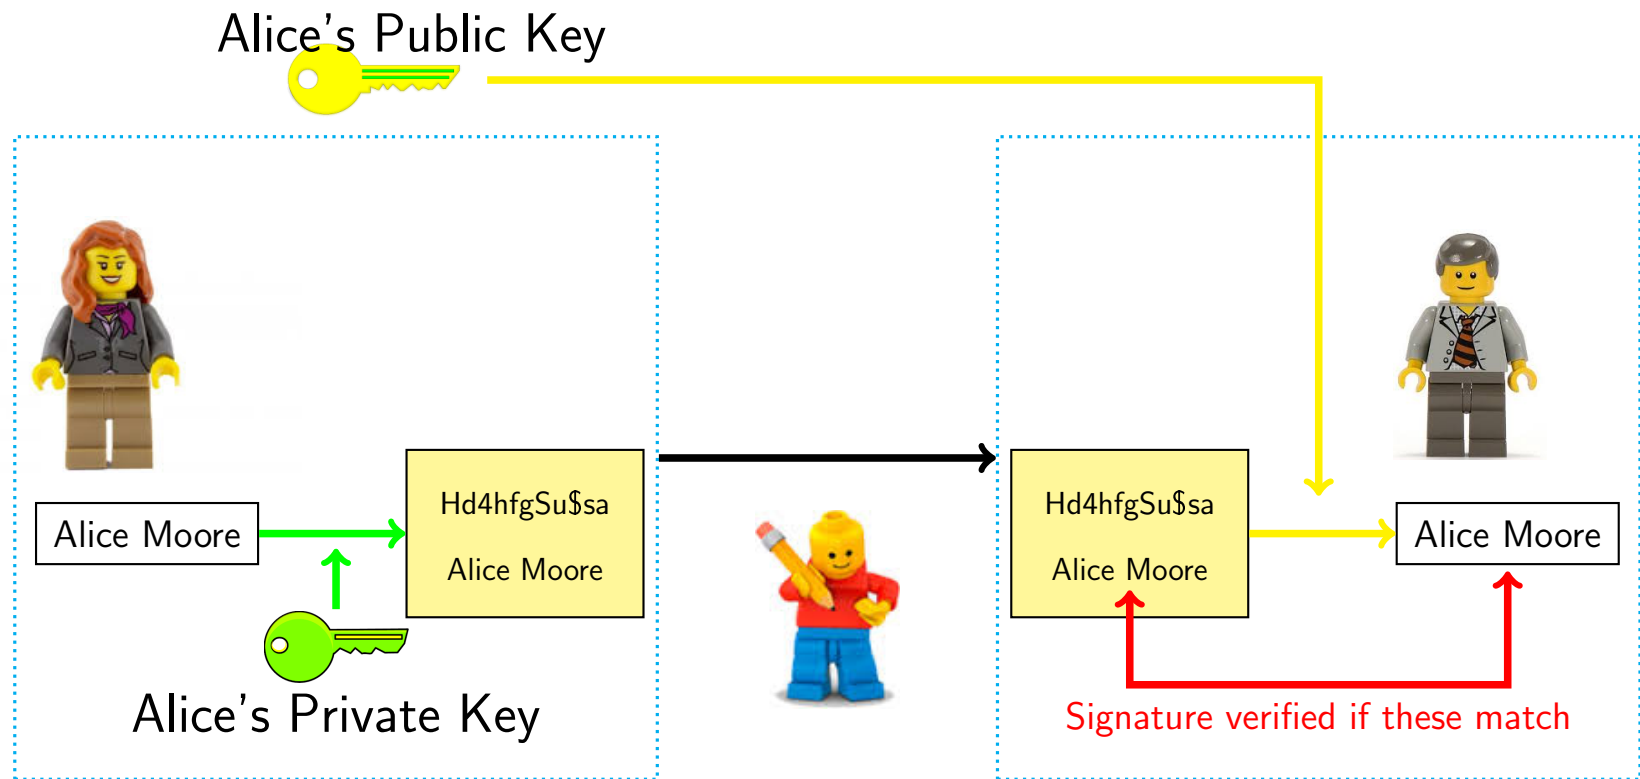 Alice's Public Key
Alice Moore
Hd4hfgSu$sa
Alice Moore
Alice's Private Key
Hd4hfgSu$sa
Alice Moore
Alice Moore
Signature verified if these match